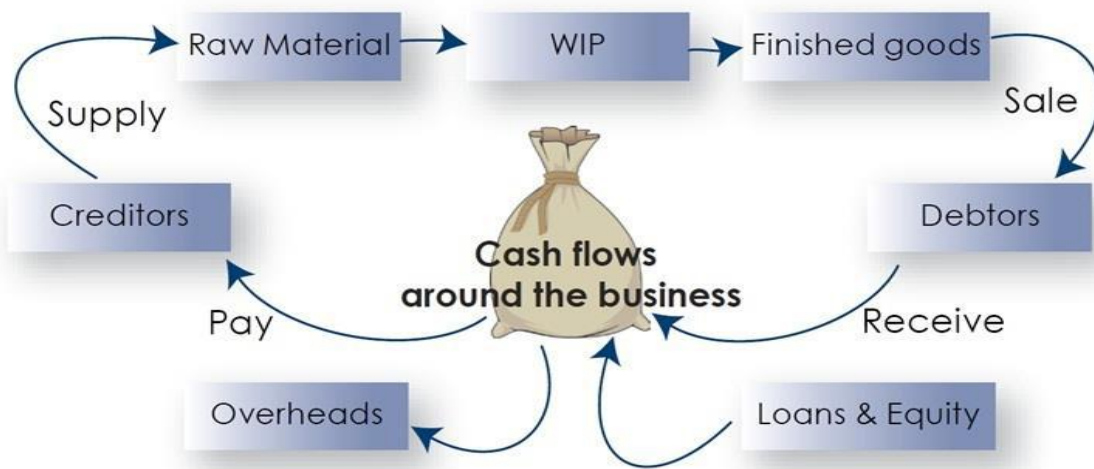 Raw Material
WIP
Finished goods
Supply
Sale
Creditors
Debtors
Cash flows
around the business
Pay
Receive
Overheads
Loans & Equity